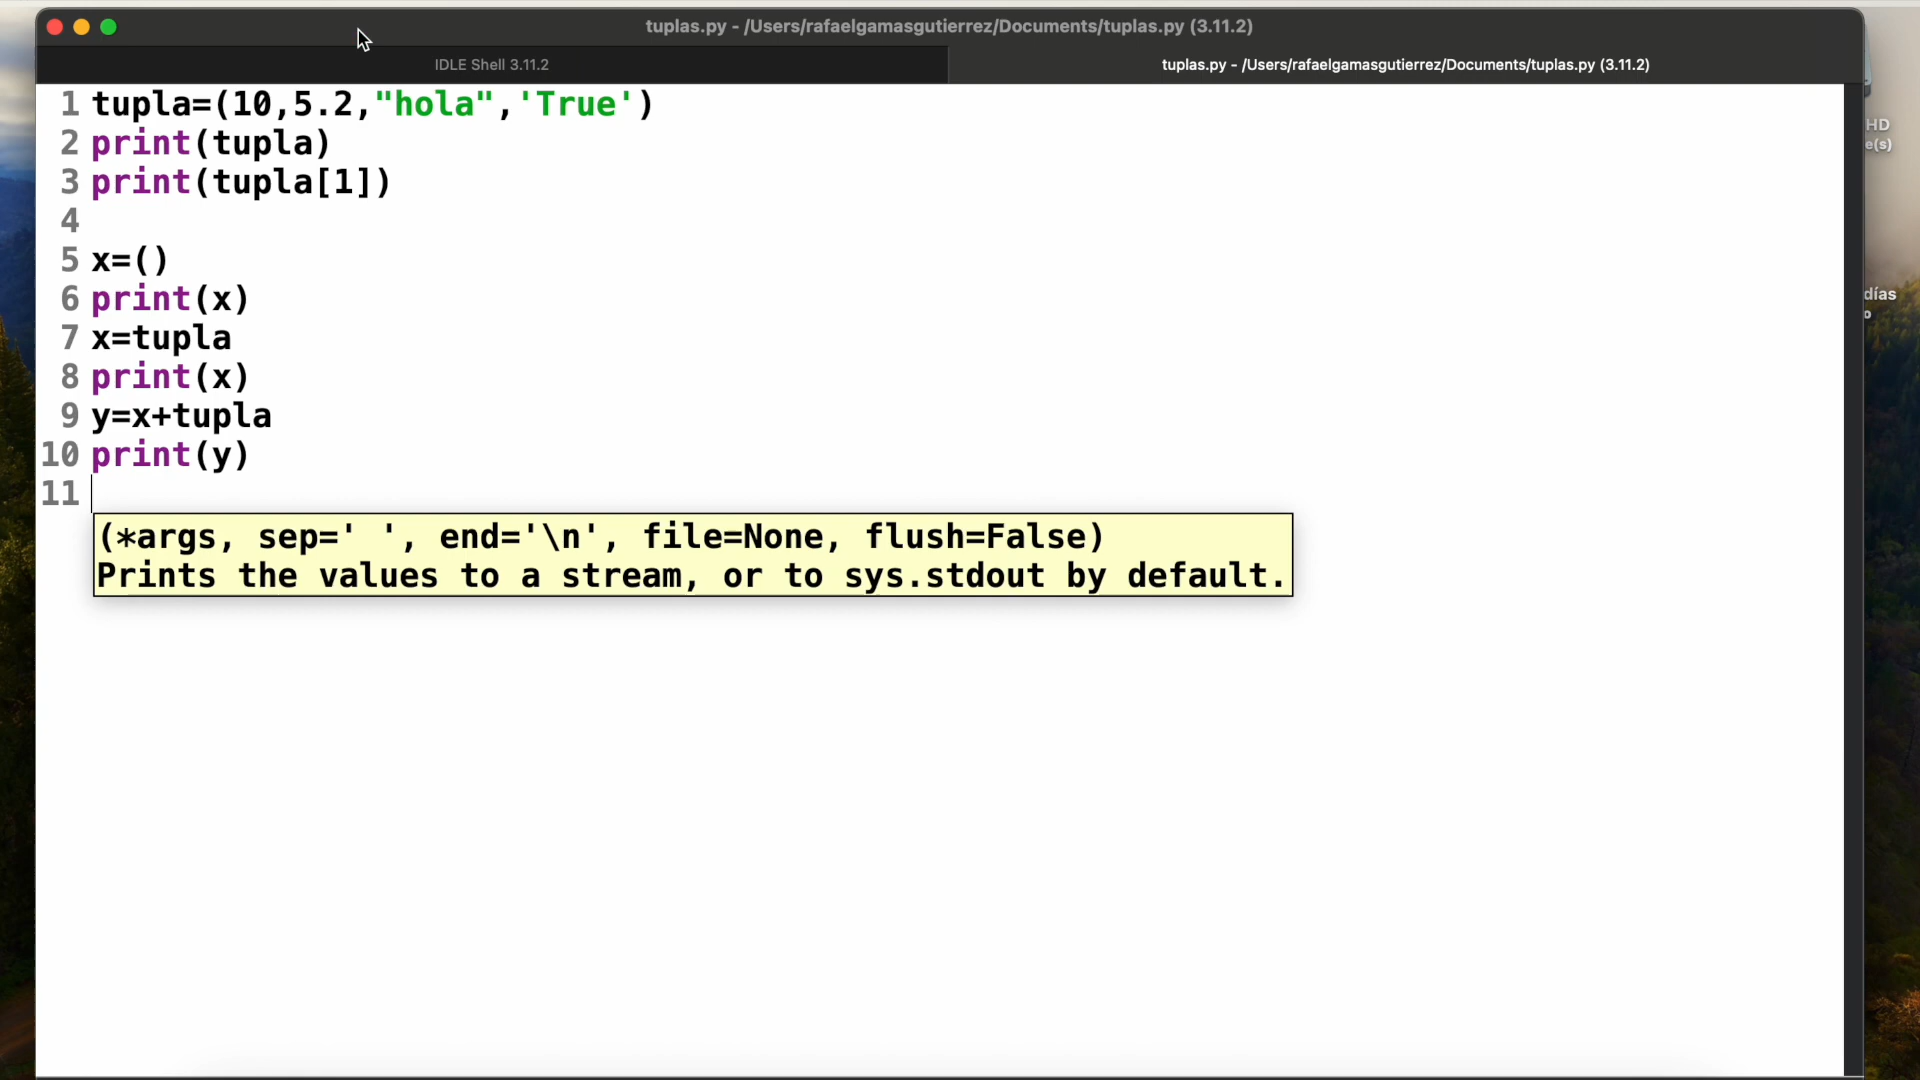 tuplas.py - /Users/rafaelgamasgutierrez/Documents/tuplas.py (3.11.2)
IDLE Shell 3.11.2
tuplas.py - /Users/rafaelgamasgutierrez/Documents/tuplas.py (3.11.2)
1 tupla=(10,5.2,"hola",'True')
2 print(tupla)
3 print(tupla[1])
4
5 x=()
6 print(x)
7 x=tupla
8 print(x)
9 y=x+tupla
10 print(y)
11
(*args, sep=' ', end='\n', file=None, flush=False)
Prints the values to a stream, or to sys.stdout by default.
HD
e(s)
días
o